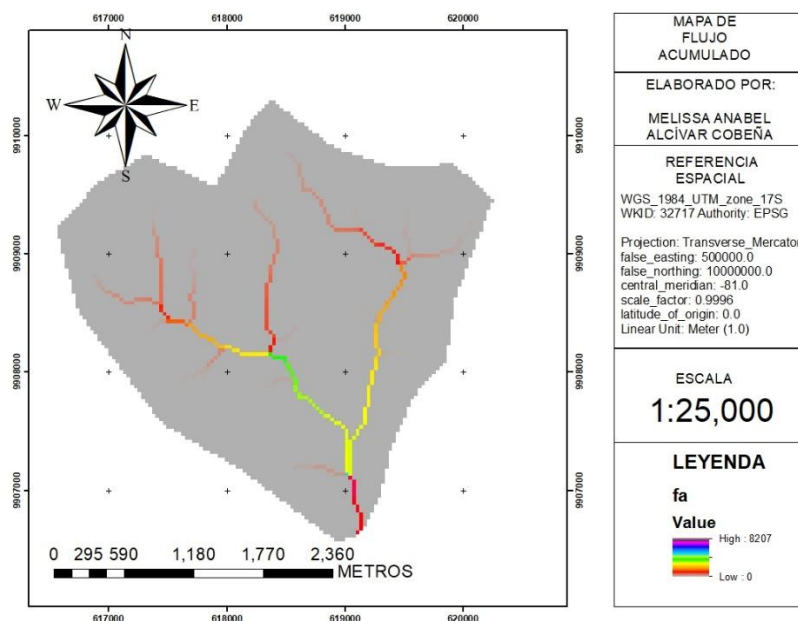 617000 618000 619000 620000
N
W E
S
9910000 9910000
9909000 9909000
9908000 9908000
9907000 9907000
0 295 590 1,180 1,770 2,360
METROS
617000 618000 619000 620000
MAPA DE
FLUJO
ACUMULADO
ELABORADO POR:
MELISSA ANABEL
ALCÍVAR COBEÑA
REFERENCIA
ESPACIAL
WGS_1984_UTM_zone_17S
WKID: 32717 Authority: EPSG
Projection: Transverse_Mercator
false_easting: 500000.0
false_northing: 10000000.0
central_meridian: -81.0
scale_factor: 0.9996
latitude_of_origin: 0.0
Linear Unit: Meter (1.0)
ESCALA
1:25,000
LEYENDA
fa
Value
High : 8207
Low : 0